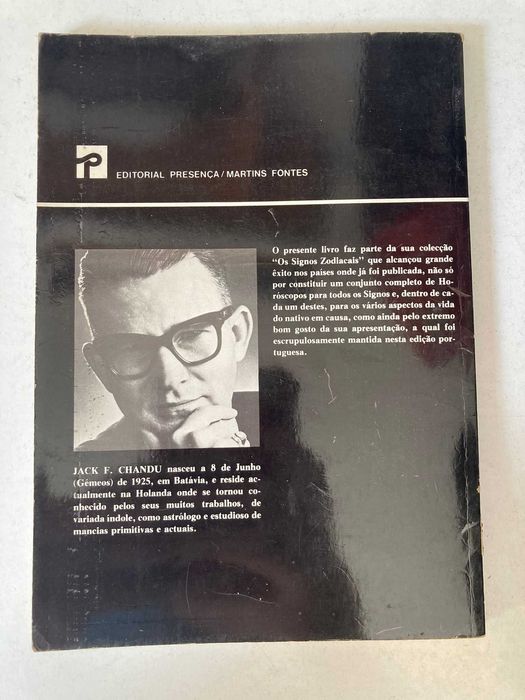 EDITORIAL PRESENÇA/MARTINS FONTES
O presente livro faz parte da sua colecção
"Os Signos Zodiacais" que alcançou grande
êxito nos países onde já foi publicada, não só
por constituir um conjunto completo de Ho-
róscopos para todos os Signos e, dentro de ca-
da um destes, para os vários aspectos da vida
do nativo em causa, como ainda pelo extremo
bom gosto da sua apresentação, a qual foi
escrupulosamente mantida nesta edição por-
tuguesa.
JACK F. CHANDU nasceu a 8 de Junho
(Gémeos) de 1925, em Batávia, e reside ac-
tualmente na Holanda onde se tornou co-
nhecido pelos seus muitos trabalhos, de
variada índole, como astrólogo e estudioso de
mancias primitivas e actuais.